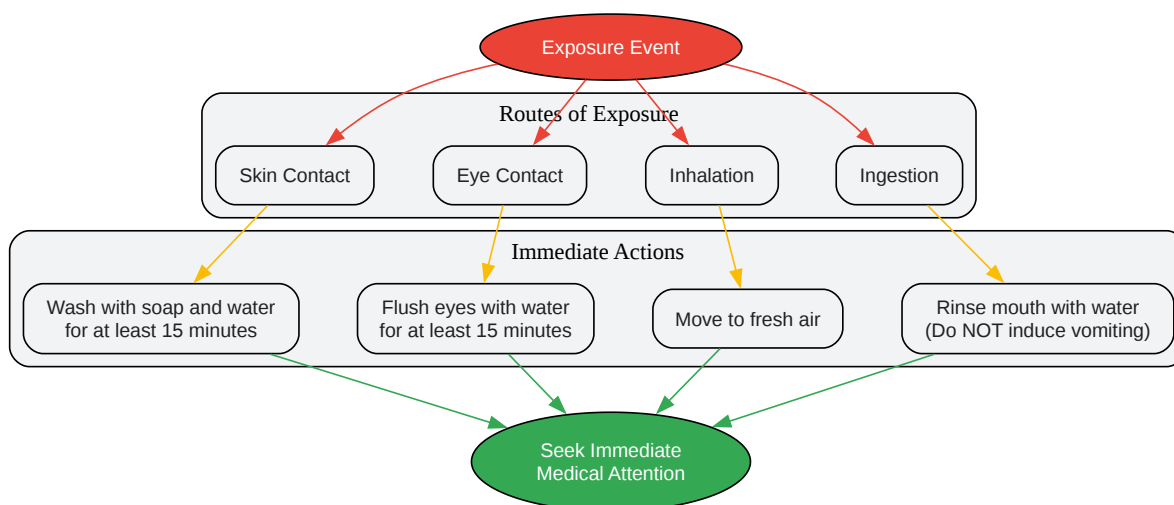 Exposure Event
Routes of Exposure
Skin Contact
Eye Contact
Inhalation
Ingestion
Immediate Actions
Wash with soap and water
for at least 15 minutes
Flush eyes with water
for at least 15 minutes
Move to fresh air
Rinse mouth with water
(Do NOT induce vomiting)
Seek Immediate
Medical Attention